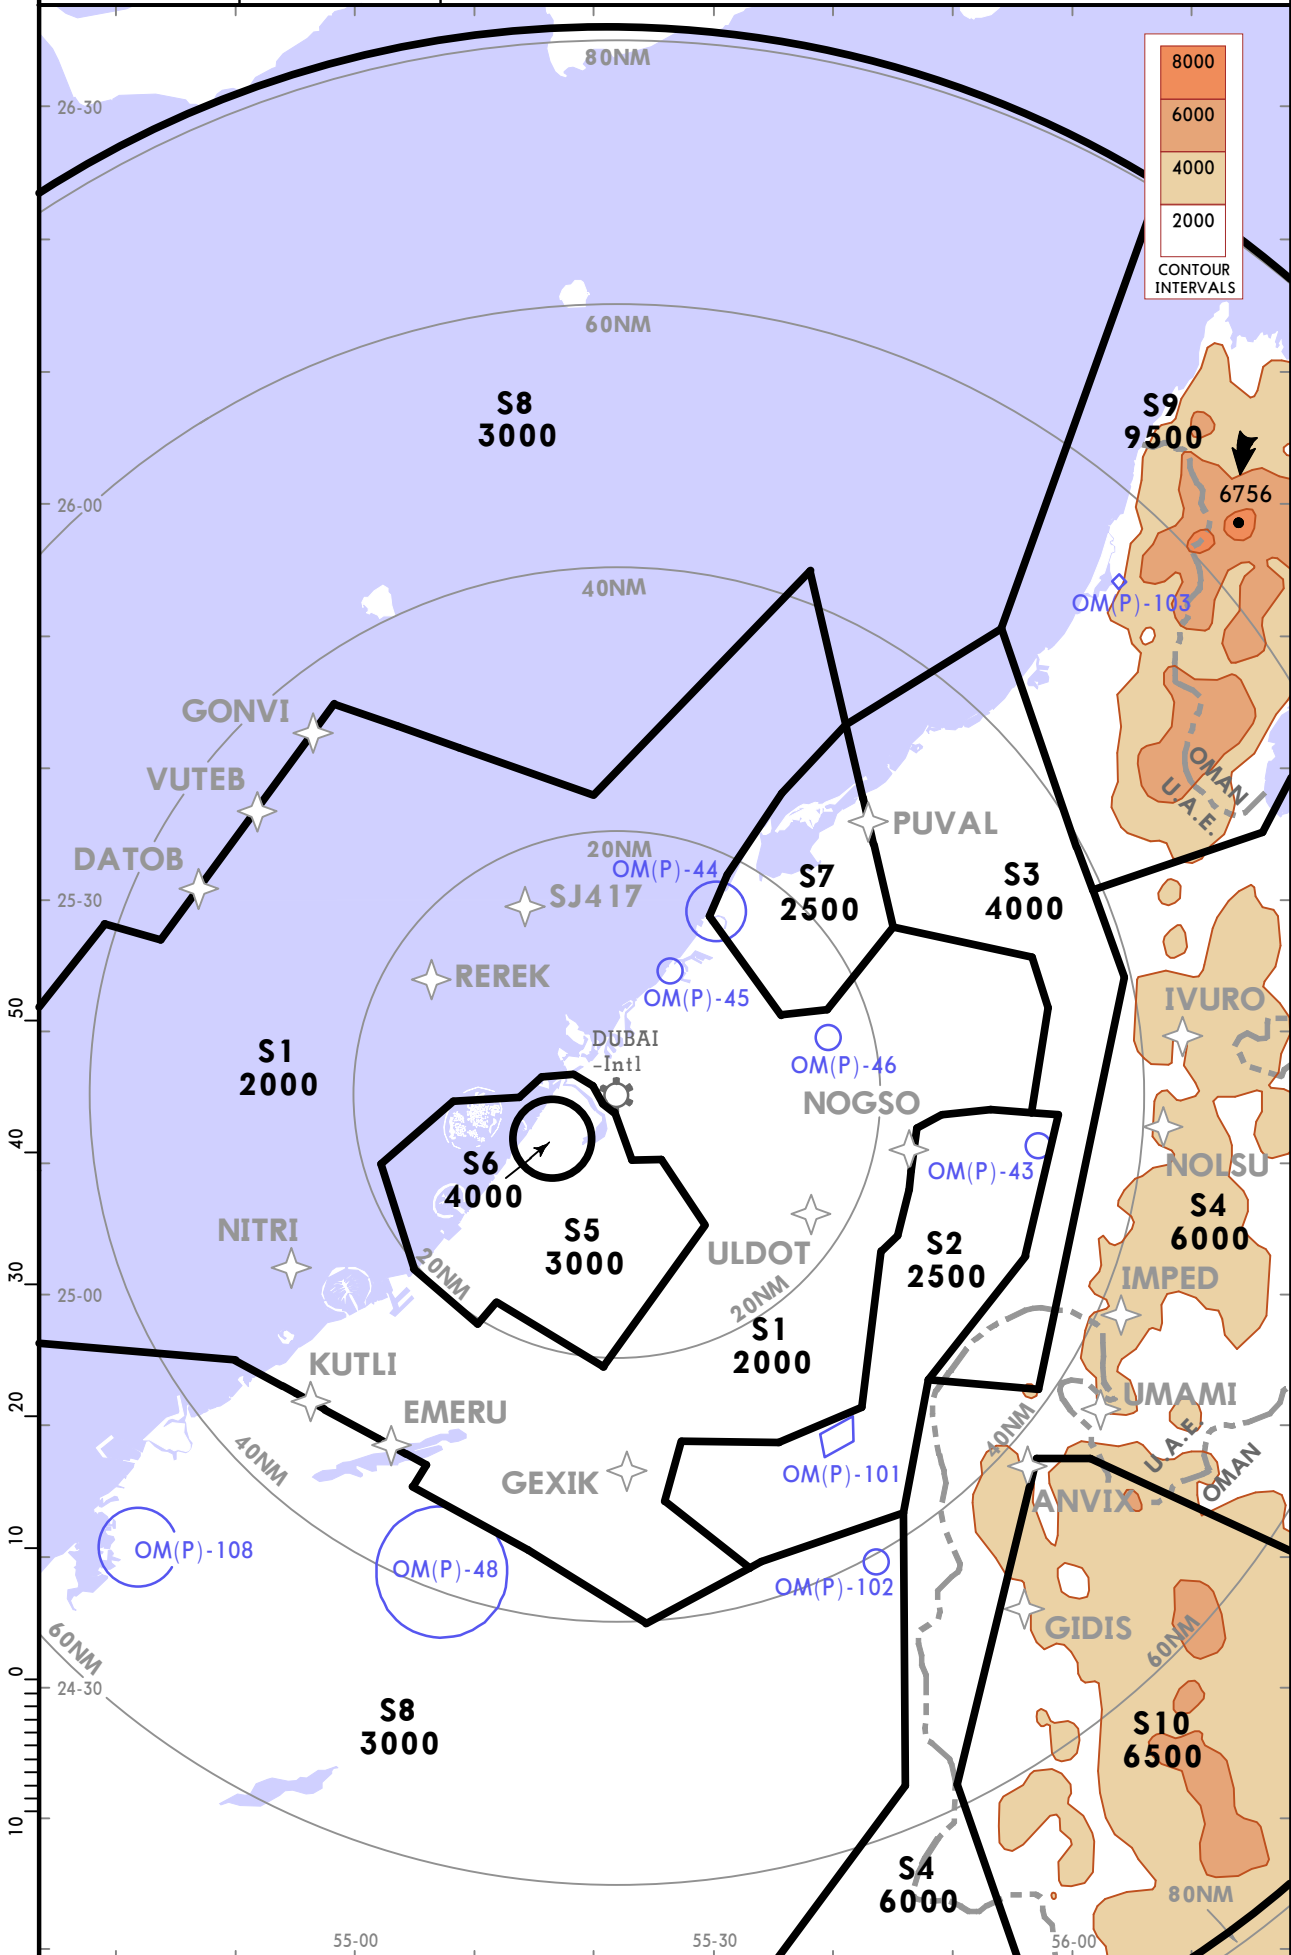 80NM
8000
6000
4000
2000
CONTOUR
INTERVALS
26-30
60NM
S8
3000
S9
9500
6756
26-00
40NM
OM(P)-103
GONVI
VUTEB
OMAN
U.A.E.
PUVAL
DATOB
20NM
OM(P)-44
S7
2500
S3
4000
25-30
SJ417
REREK
OM(P)-45
IVURO
50
DUBAI
-Intl
S1
2000
OM(P)-46
NOGSO
40
S6
4000
OM(P)-43
NOLSU
S4
6000
NITRI
S5
3000
ULDOT
S2
2500
20NM
20NM
30
25-00
IMPED
S1
2000
KUTLI
UMAMI
20
EMERU
40NM
40NM
U.A.E.
OMAN
GEXIK
OM(P)-101
ANVIX
10
OM(P)-108
OM(P)-48
OM(P)-102
GIDIS
60NM
60NM
0
24-30
S8
3000
S10
6500
10
S4
6000
80NM
55-00
55-30
56-00